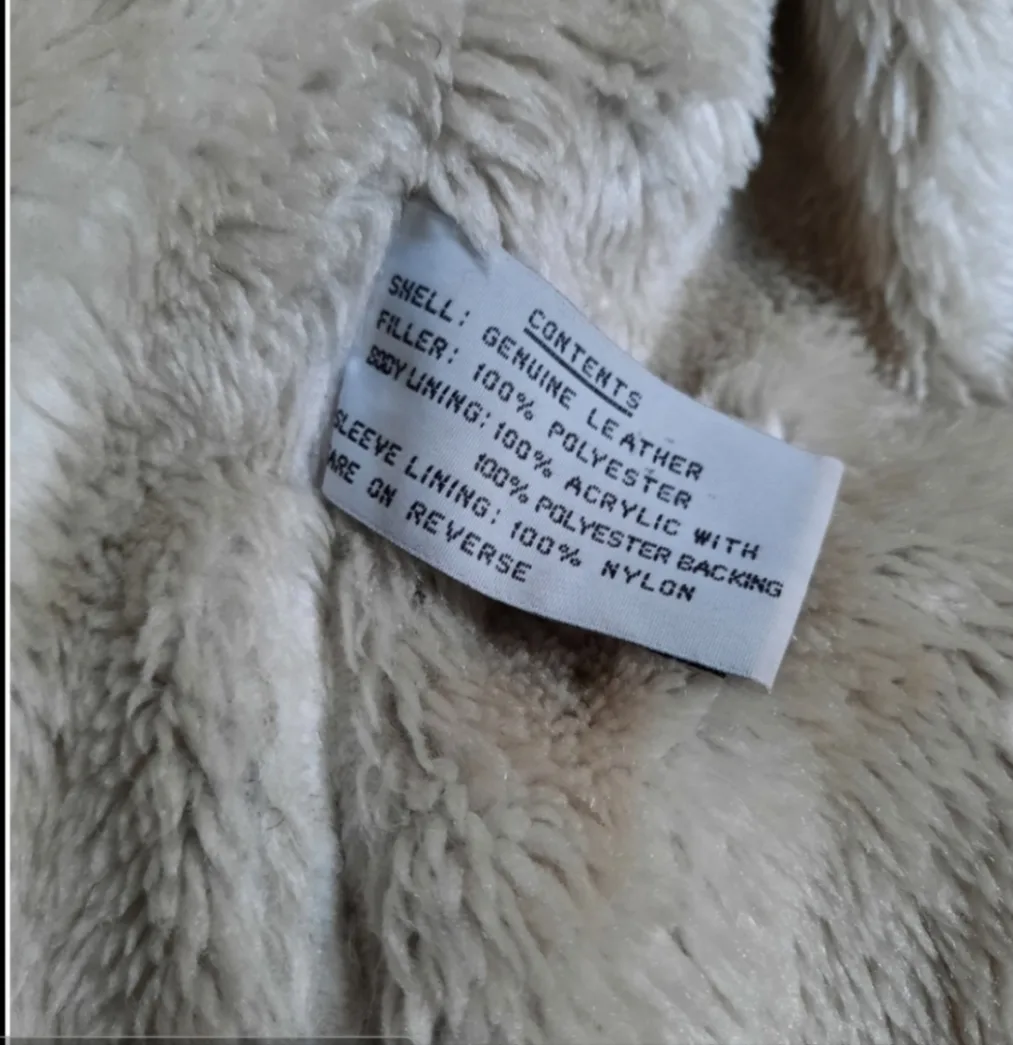 CONTENTS
SHELL: GENUINE LEATHER
FILLER: 100% POLYESTER
BODY LINING: 100% ACRYLIC WITH
100% POLYESTER BACKING
SLEEVE LINING: 100% NYLON
ARE ON REVERSE